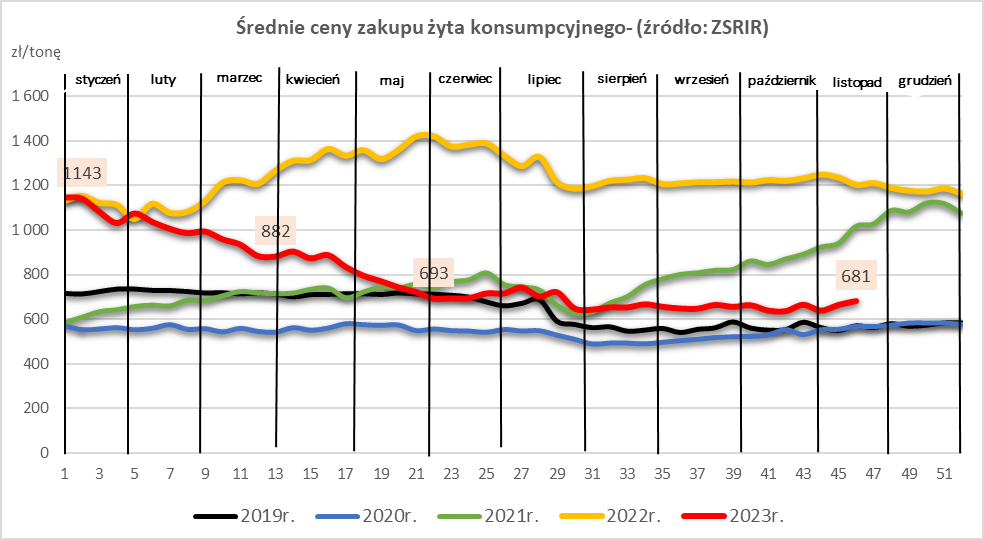 Średnie ceny zakupu żyta konsumpcyjnego- (źródło: ZSRIR)
zł/tonę
styczeń luty marzec kwiecień maj czerwiec lipiec sierpień wrzesień październik listopad grudzień
1 600
1 400
1 200
1 000
800
600
400
200
0
1143
882
693
681
1 3 5 7 9 11 13 15 17 19 21 23 25 27 29 31 33 35 37 39 41 43 45 47 49 51
2019r. 2020r. 2021r. 2022r. 2023r.